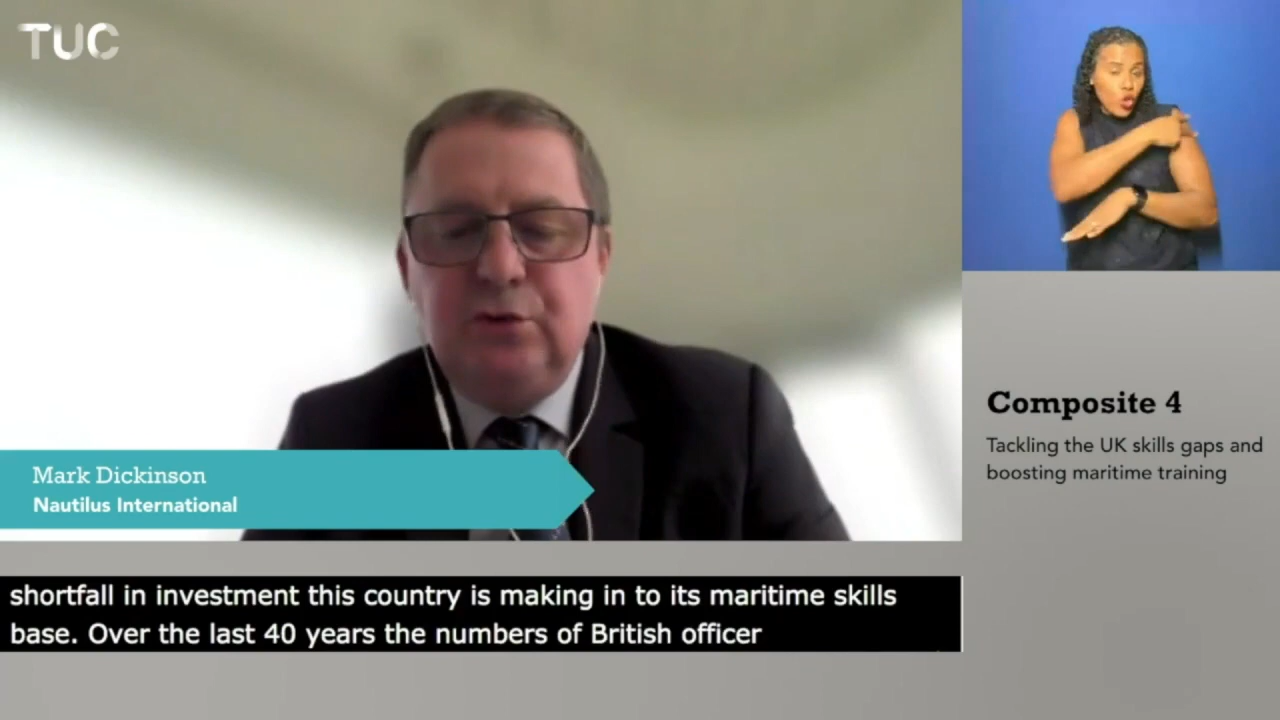 TUC
Mark Dickinson
Nautilus International
Composite 4
Tackling the UK skills gaps and
boosting maritime training
shortfall in investment this country is making in to its maritime skills
base. Over the last 40 years the numbers of British officer